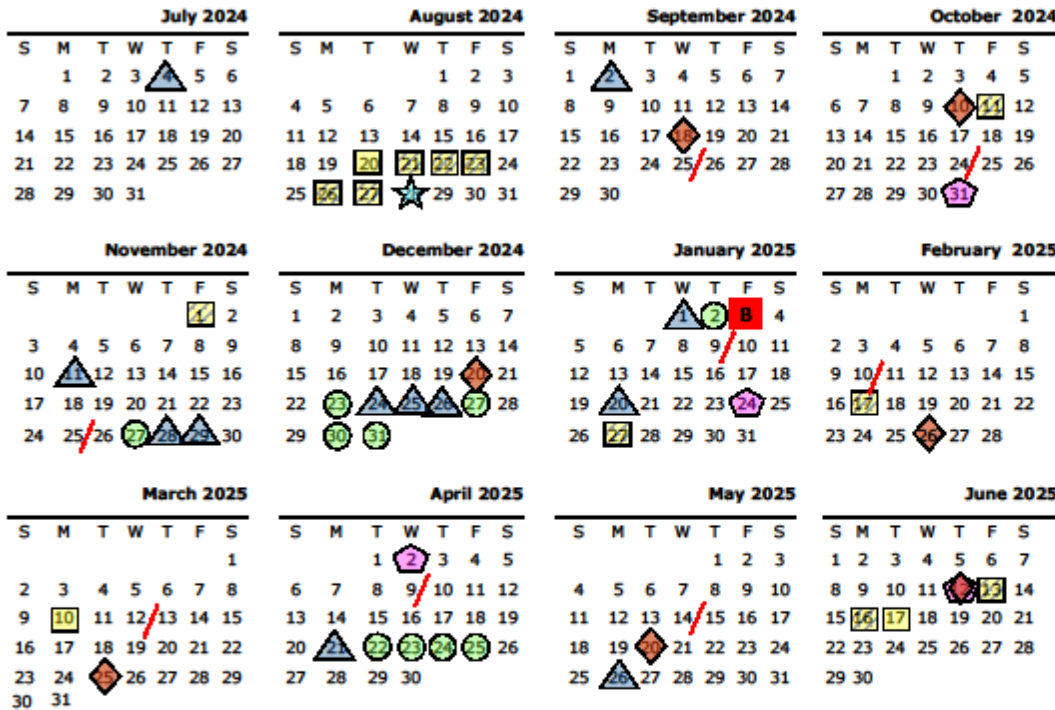 July 2024
S M T W T F S
1 2 3 4 5 6
7 8 9 10 11 12 13
14 15 16 17 18 19 20
21 22 23 24 25 26 27
28 29 30 31
August 2024
S M T W T F S
1 2 3
4 5 6 7 8 9 10
11 12 13 14 15 16 17
18 19 20 21 22 23 24
25 26 27 28 29 30 31
September 2024
S M T W T F S
1 2 3 4 5 6 7
8 9 10 11 12 13 14
15 16 17 18 19 20 21
22 23 24 25 26 27 28
29 30
October 2024
S M T W T F S
1 2 3 4 5
6 7 8 9 10 11 12
13 14 15 16 17 18 19
20 21 22 23 24 25 26
27 28 29 30 31
November 2024
S M T W T F S
1 2
3 4 5 6 7 8 9
10 11 12 13 14 15 16
17 18 19 20 21 22 23
24 25 26 27 28 29 30
December 2024
S M T W T F S
1 2 3 4 5 6 7
8 9 10 11 12 13 14
15 16 17 18 19 20 21
22 23 24 25 26 27 28
29 30 31
January 2025
S M T W T F S
1 2 B 4
5 6 7 8 9 10 11
12 13 14 15 16 17 18
19 20 21 22 23 24 25
26 27 28 29 30 31
February 2025
S M T W T F S
1
2 3 4 5 6 7 8
9 10 11 12 13 14 15
16 17 18 19 20 21 22
23 24 25 26 27 28
March 2025
S M T W T F S
1
2 3 4 5 6 7 8
9 10 11 12 13 14 15
16 17 18 19 20 21 22
23 24 25 26 27 28 29
30 31
April 2025
S M T W T F S
1 2 3 4 5
6 7 8 9 10 11 12
13 14 15 16 17 18 19
20 21 22 23 24 25 26
27 28 29 30
May 2025
S M T W T F S
1 2 3
4 5 6 7 8 9 10
11 12 13 14 15 16 17
18 19 20 21 22 23 24
25 26 27 28 29 30 31
June 2025
S M T W T F S
1 2 3 4 5 6 7
8 9 10 11 12 13 14
15 16 17 18 19 20 21
22 23 24 25 26 27 28
29 30